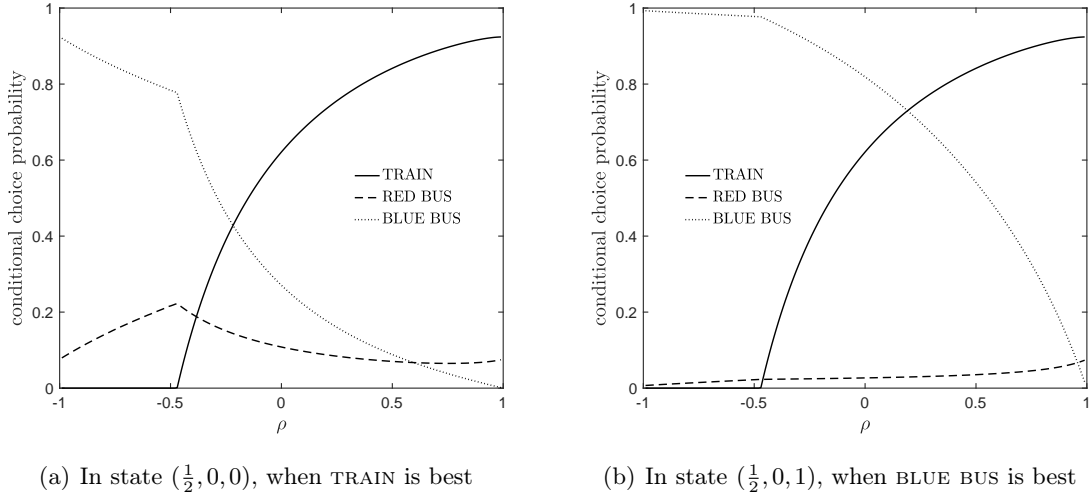 conditional choice probability
1
0.8
0.6
0.4
0.2
0
TRAIN
RED BUS
BLUE BUS
-1
-0.5
0
0.5
1
ρ
(a) In state (½, 0, 0), when TRAIN is best
conditional choice probability
1
0.8
0.6
0.4
0.2
0
TRAIN
RED BUS
BLUE BUS
-1
-0.5
0
0.5
1
ρ
(b) In state (½, 0, 1), when BLUE BUS is best